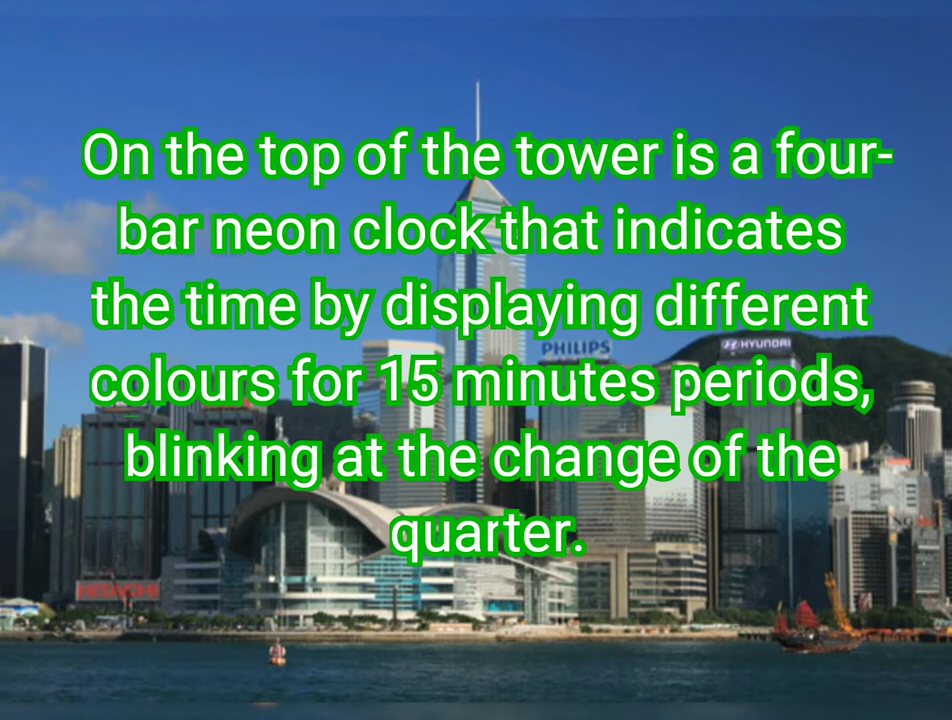 On the top of the tower is a four-
bar neon clock that indicates
the time by displaying different
colours for 15 minutes periods,
blinking at the change of the
quarter.
PHILIPS
HYUNDAI
HITACHI